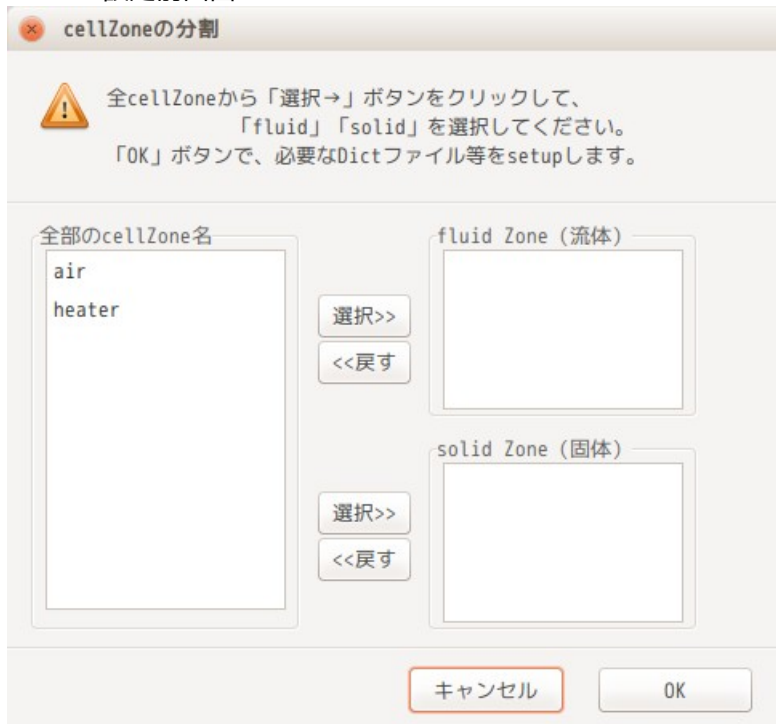 cellZoneの分割
全cellZoneから「選択→」ボタンをクリックして、
「fluid」「solid」を選択してください。
「OK」ボタンで、必要なDictファイル等をsetupします。
全部のcellZone名
air
heater
選択>>
<<戻す
fluid Zone (流体)
選択>>
<<戻す
solid Zone (固体)
キャンセル
OK